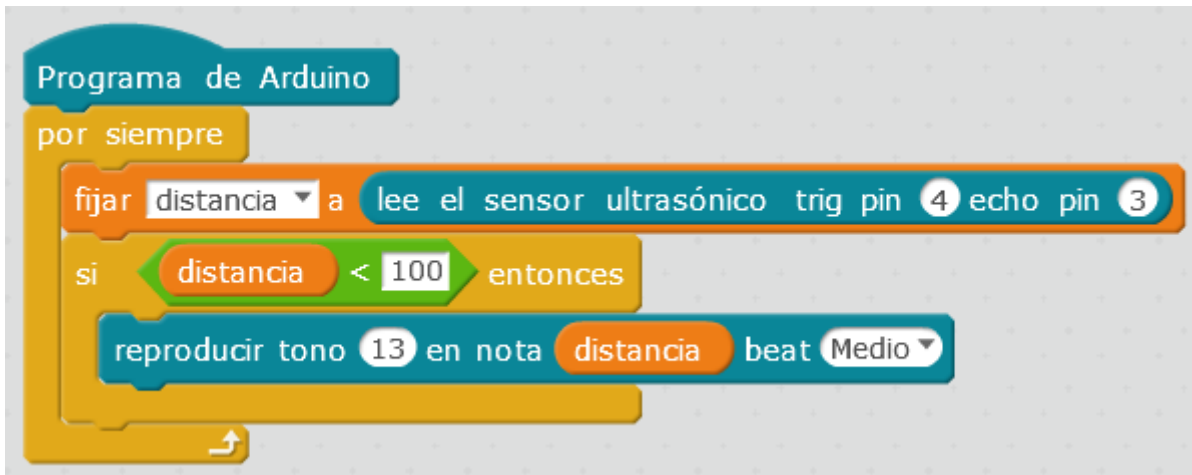 Programa de Arduino
por siempre
fijar distancia a lee el sensor ultrasónico trig pin 4 echo pin 3
si distancia < 100 entonces
reproducir tono 13 en nota distancia beat Medio